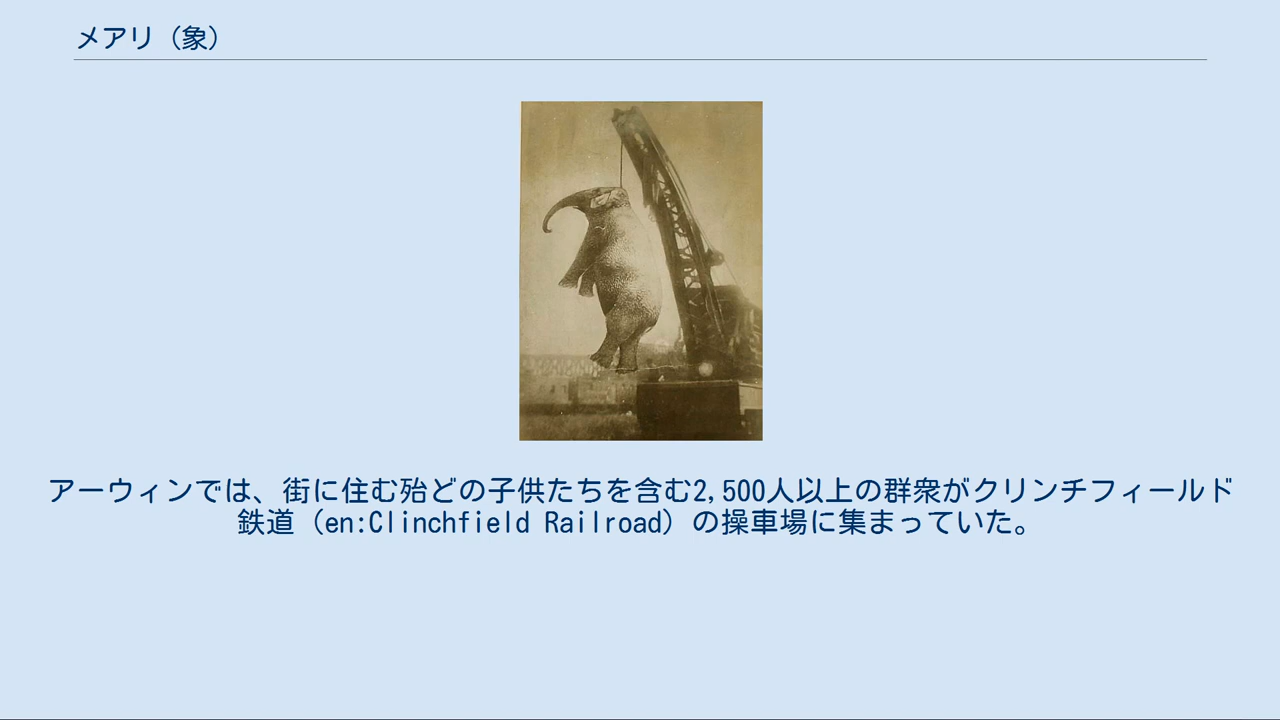 メアリ（象）
アーウィンでは、街に住む殆どの子供たちを含む2,500人以上の群衆がクリンチフィールド
鉄道（en:Clinchfield Railroad）の操車場に集まっていた。